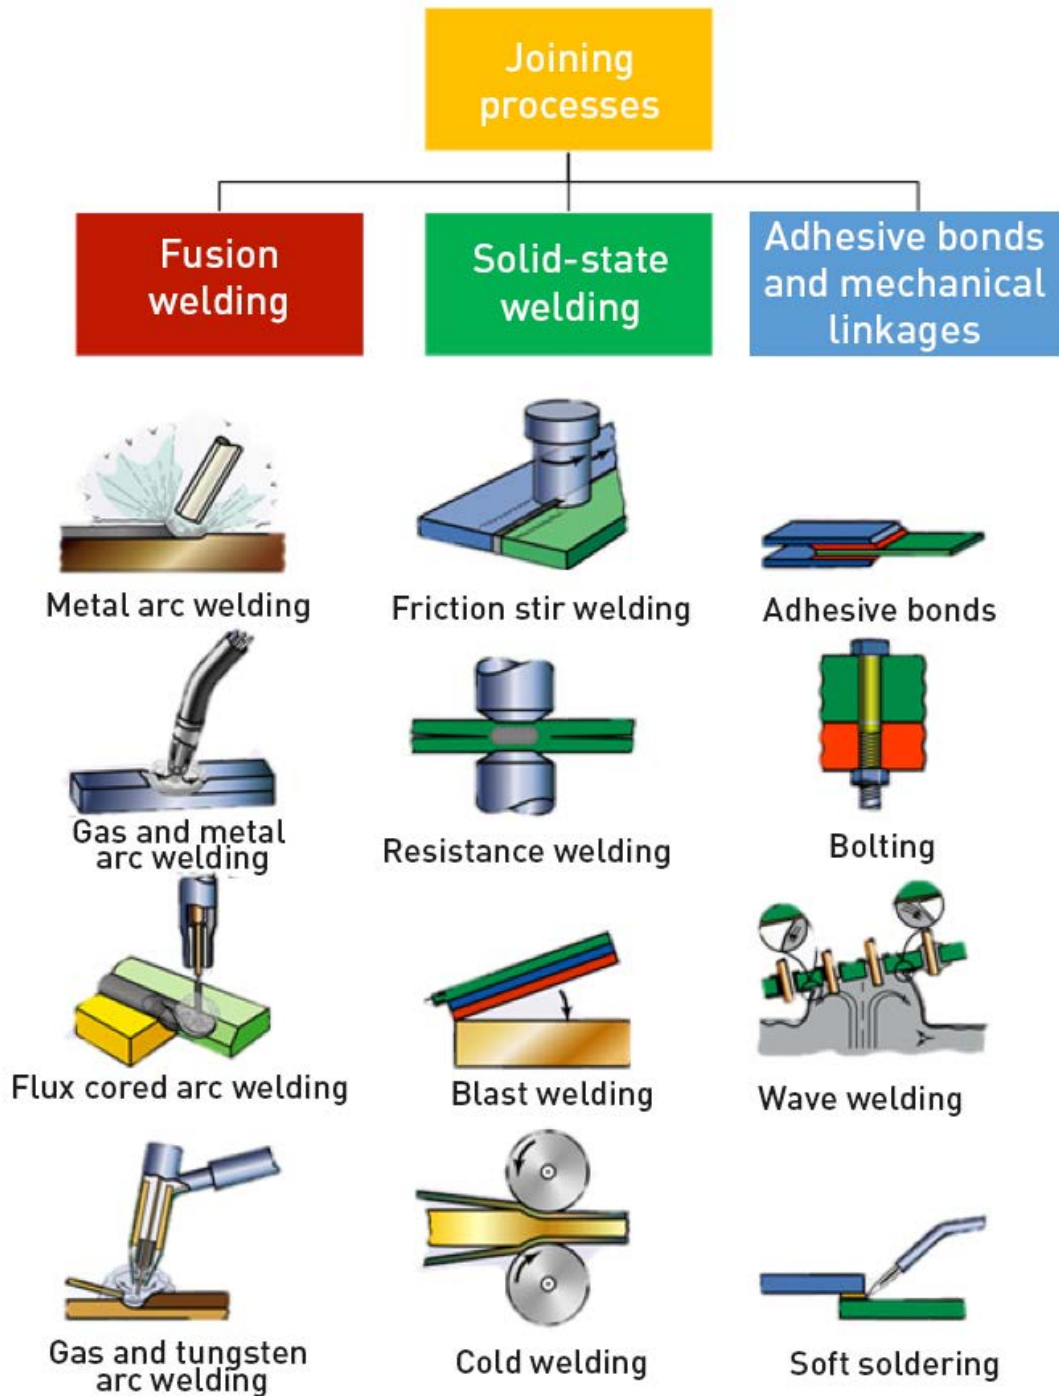 Joining
processes
Fusion
welding
Solid-state
welding
Adhesive bonds
and mechanical
linkages
Metal arc welding
Friction stir welding
Adhesive bonds
Gas and metal
arc welding
Resistance welding
Bolting
Flux cored arc welding
Blast welding
Wave welding
Gas and tungsten
arc welding
Cold welding
Soft soldering